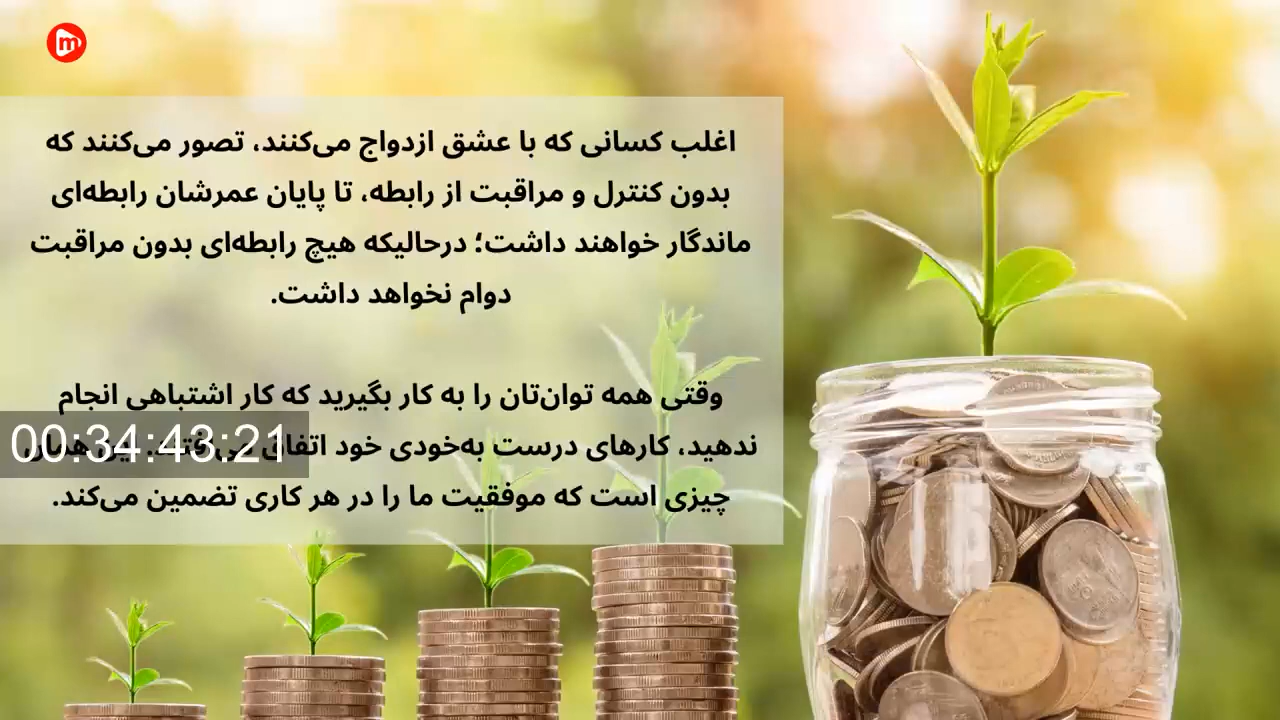 اغلب کسانی که با عشق ازدواج می‌کنند، تصور می‌کنند که
بدون کنترل و مراقبت از رابطه، تا پایان عمرشان رابطه‌ای
ماندگار خواهند داشت؛ درحالیکه هیچ رابطه‌ای بدون مراقبت
دوام نخواهد داشت.
وقتی همه توان‌تان را به کار بگیرید که کار اشتباهی انجام
ندهید، کارهای درست به‌خودی خود اتفاق
چیزی است که موفقیت ما را در هر کاری تضمین می‌کند.
00:34:43:21